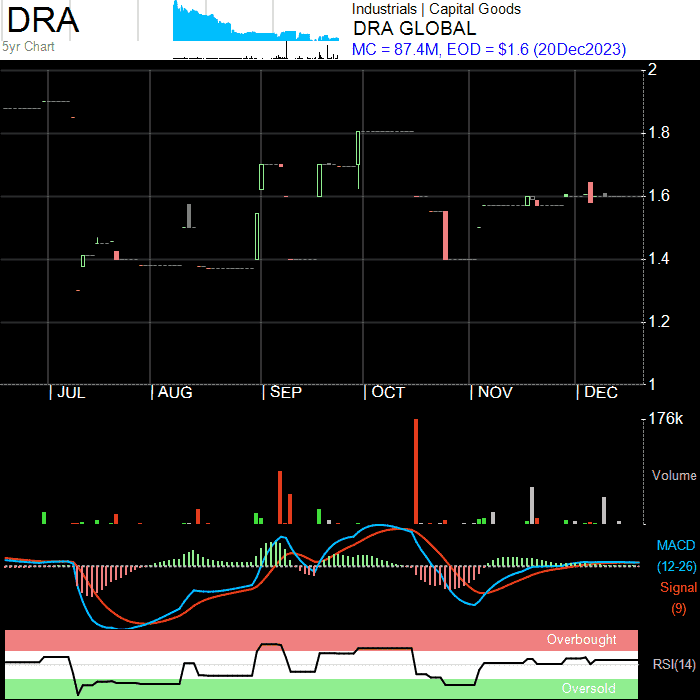 DRA
5yr Chart
Industrials | Capital Goods
DRA GLOBAL
MC = 87.4M, EOD = $1.6 (20Dec2023)
2
1.8
1.6
1.4
1.2
1
JUL AUG SEP OCT NOV DEC
176k
Volume
MACD
(12-26)
Signal
(9)
Overbought
RSI(14)
Oversold